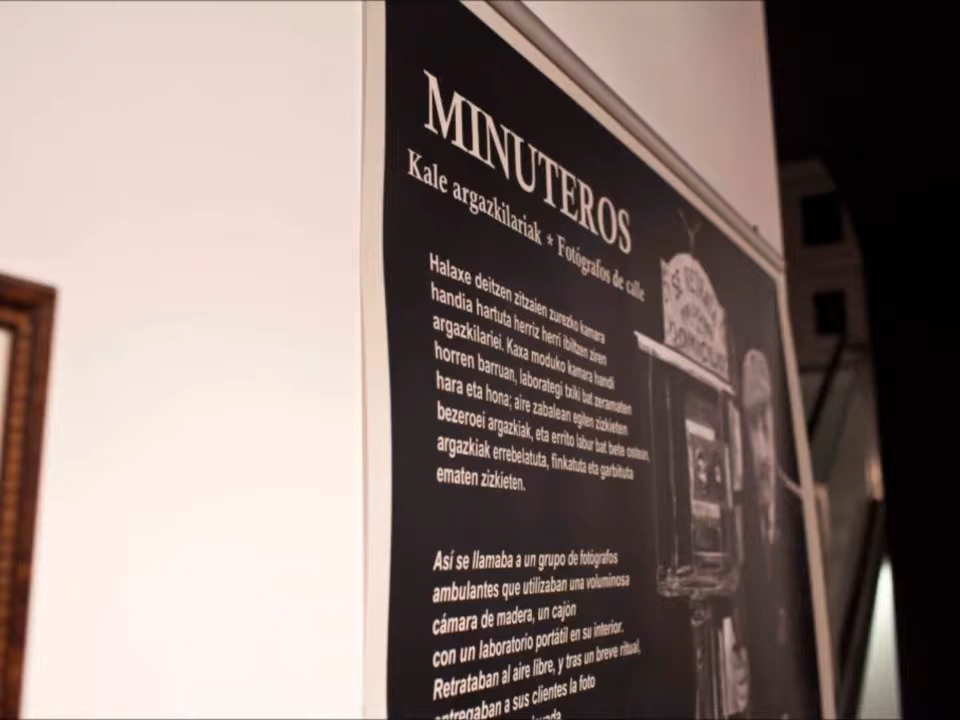 MINUTEROS
Kale argazkilariak * Fotógrafos de calle
Halaxe deitzen zitzaien zurezko kamara
handia hartuta herriz herri ibiltzen ziren
argazkilariei. Kaxa moduko kamara handi
horren barruan, laborategi txiki bat zeramaten
hara eta hona; aire zabalean egiten zizkieten
bezeroei argazkiak, eta errito labur bat bete ostean,
argazkiak errebelatuta, finkatuta eta garbituta
ematen zizkieten.
Así se llamaba a un grupo de fotógrafos
ambulantes que utilizaban una voluminosa
cámara de madera, un cajón
con un laboratorio portátil en su interior.
Retrataban al aire libre, y tras un breve ritual,
entregaban a sus clientes la foto
DOMICILIO